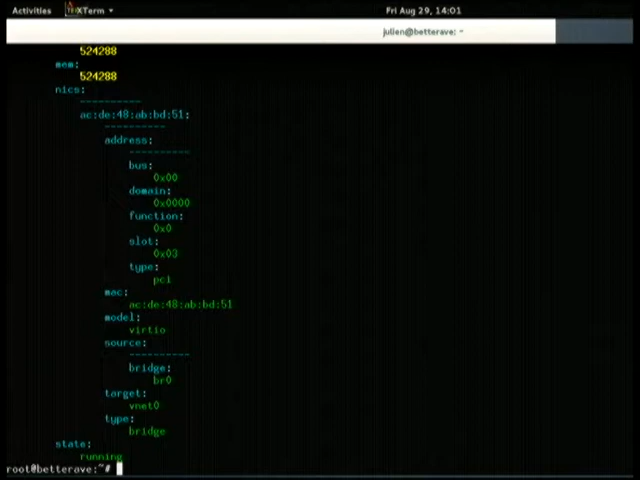 Activities XTerm Fri Aug 29, 14:01
julien@betterave: ~
524288
mem:
524288
nics:
----------
ac:de:48:ab:bd:51:
----------
address:
----------
bus:
0x00
domain:
0x0000
function:
0x0
slot:
0x03
type:
pci
mac:
ac:de:48:ab:bd:51
model:
virtio
source:
----------
bridge:
br0
target:
vnet0
type:
bridge
state:
running
root@betterave:~#